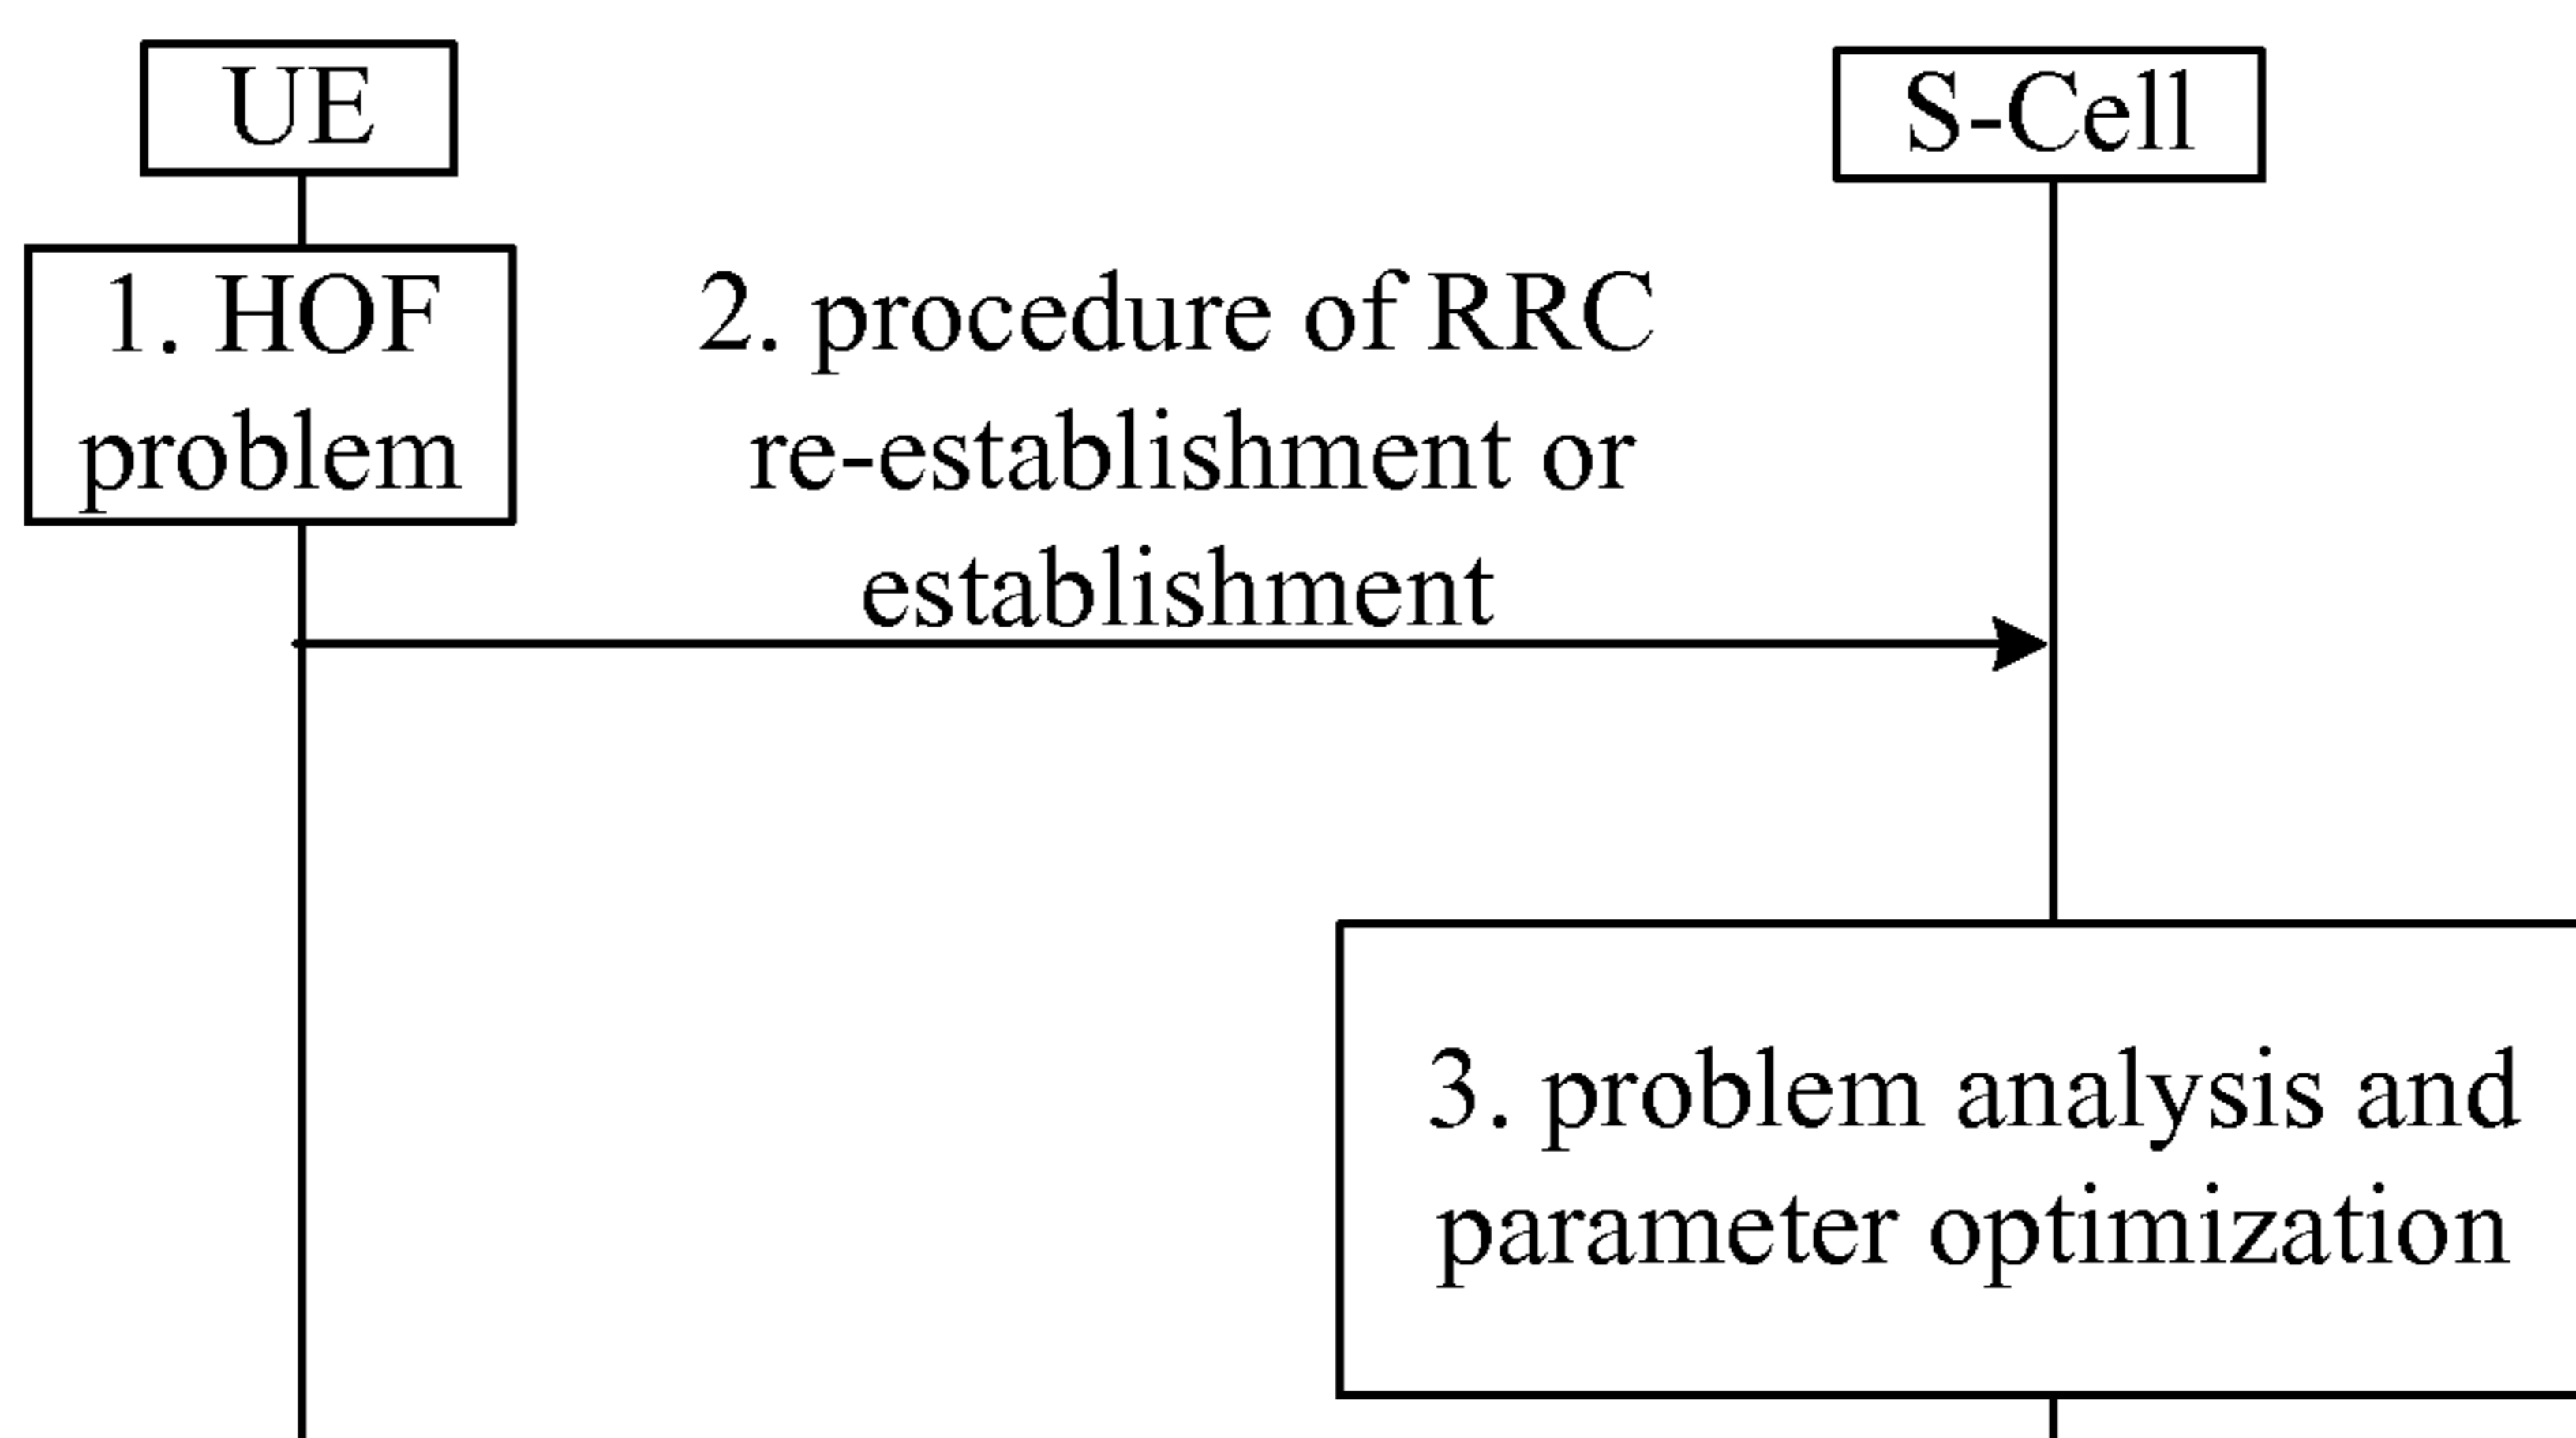 UE
S-Cell
1. HOF
problem
2. procedure of RRC
re-establishment or
establishment
3. problem analysis and
parameter optimization